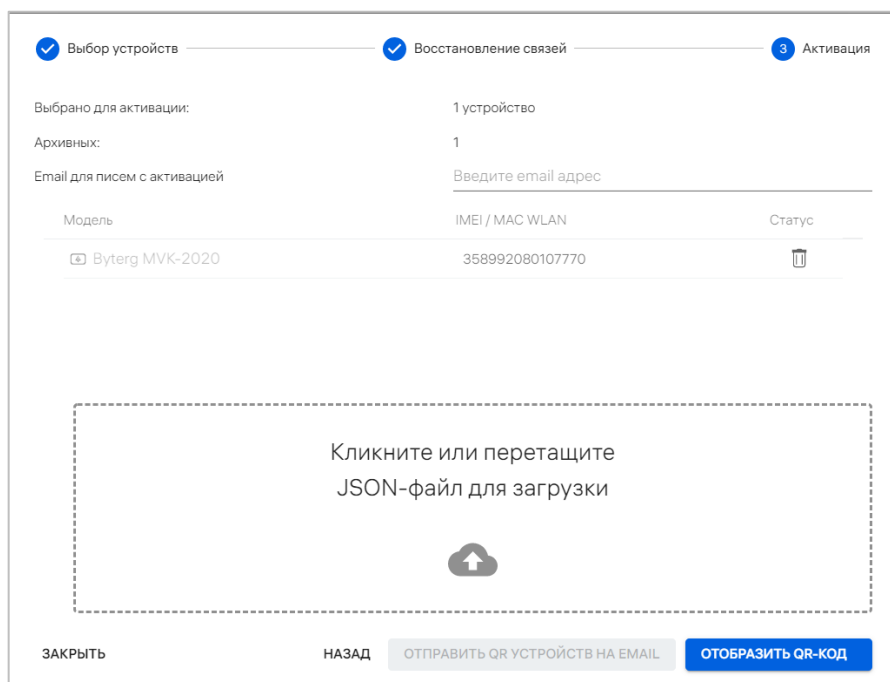 Выбор устройств
Восстановление связей
3 Активация
Выбрано для активации: 1 устройство
Архивных: 1
Email для писем с активацией Введите email адрес
Модель IMEI / MAC WLAN Статус
Byterg MVK-2020 358992080107770
Кликните или перетащите
JSON-файл для загрузки
ЗАКРЫТЬ НАЗАД ОТПРАВИТЬ QR УСТРОЙСТВ НА EMAIL ОТОБРАЗИТЬ QR-КОД